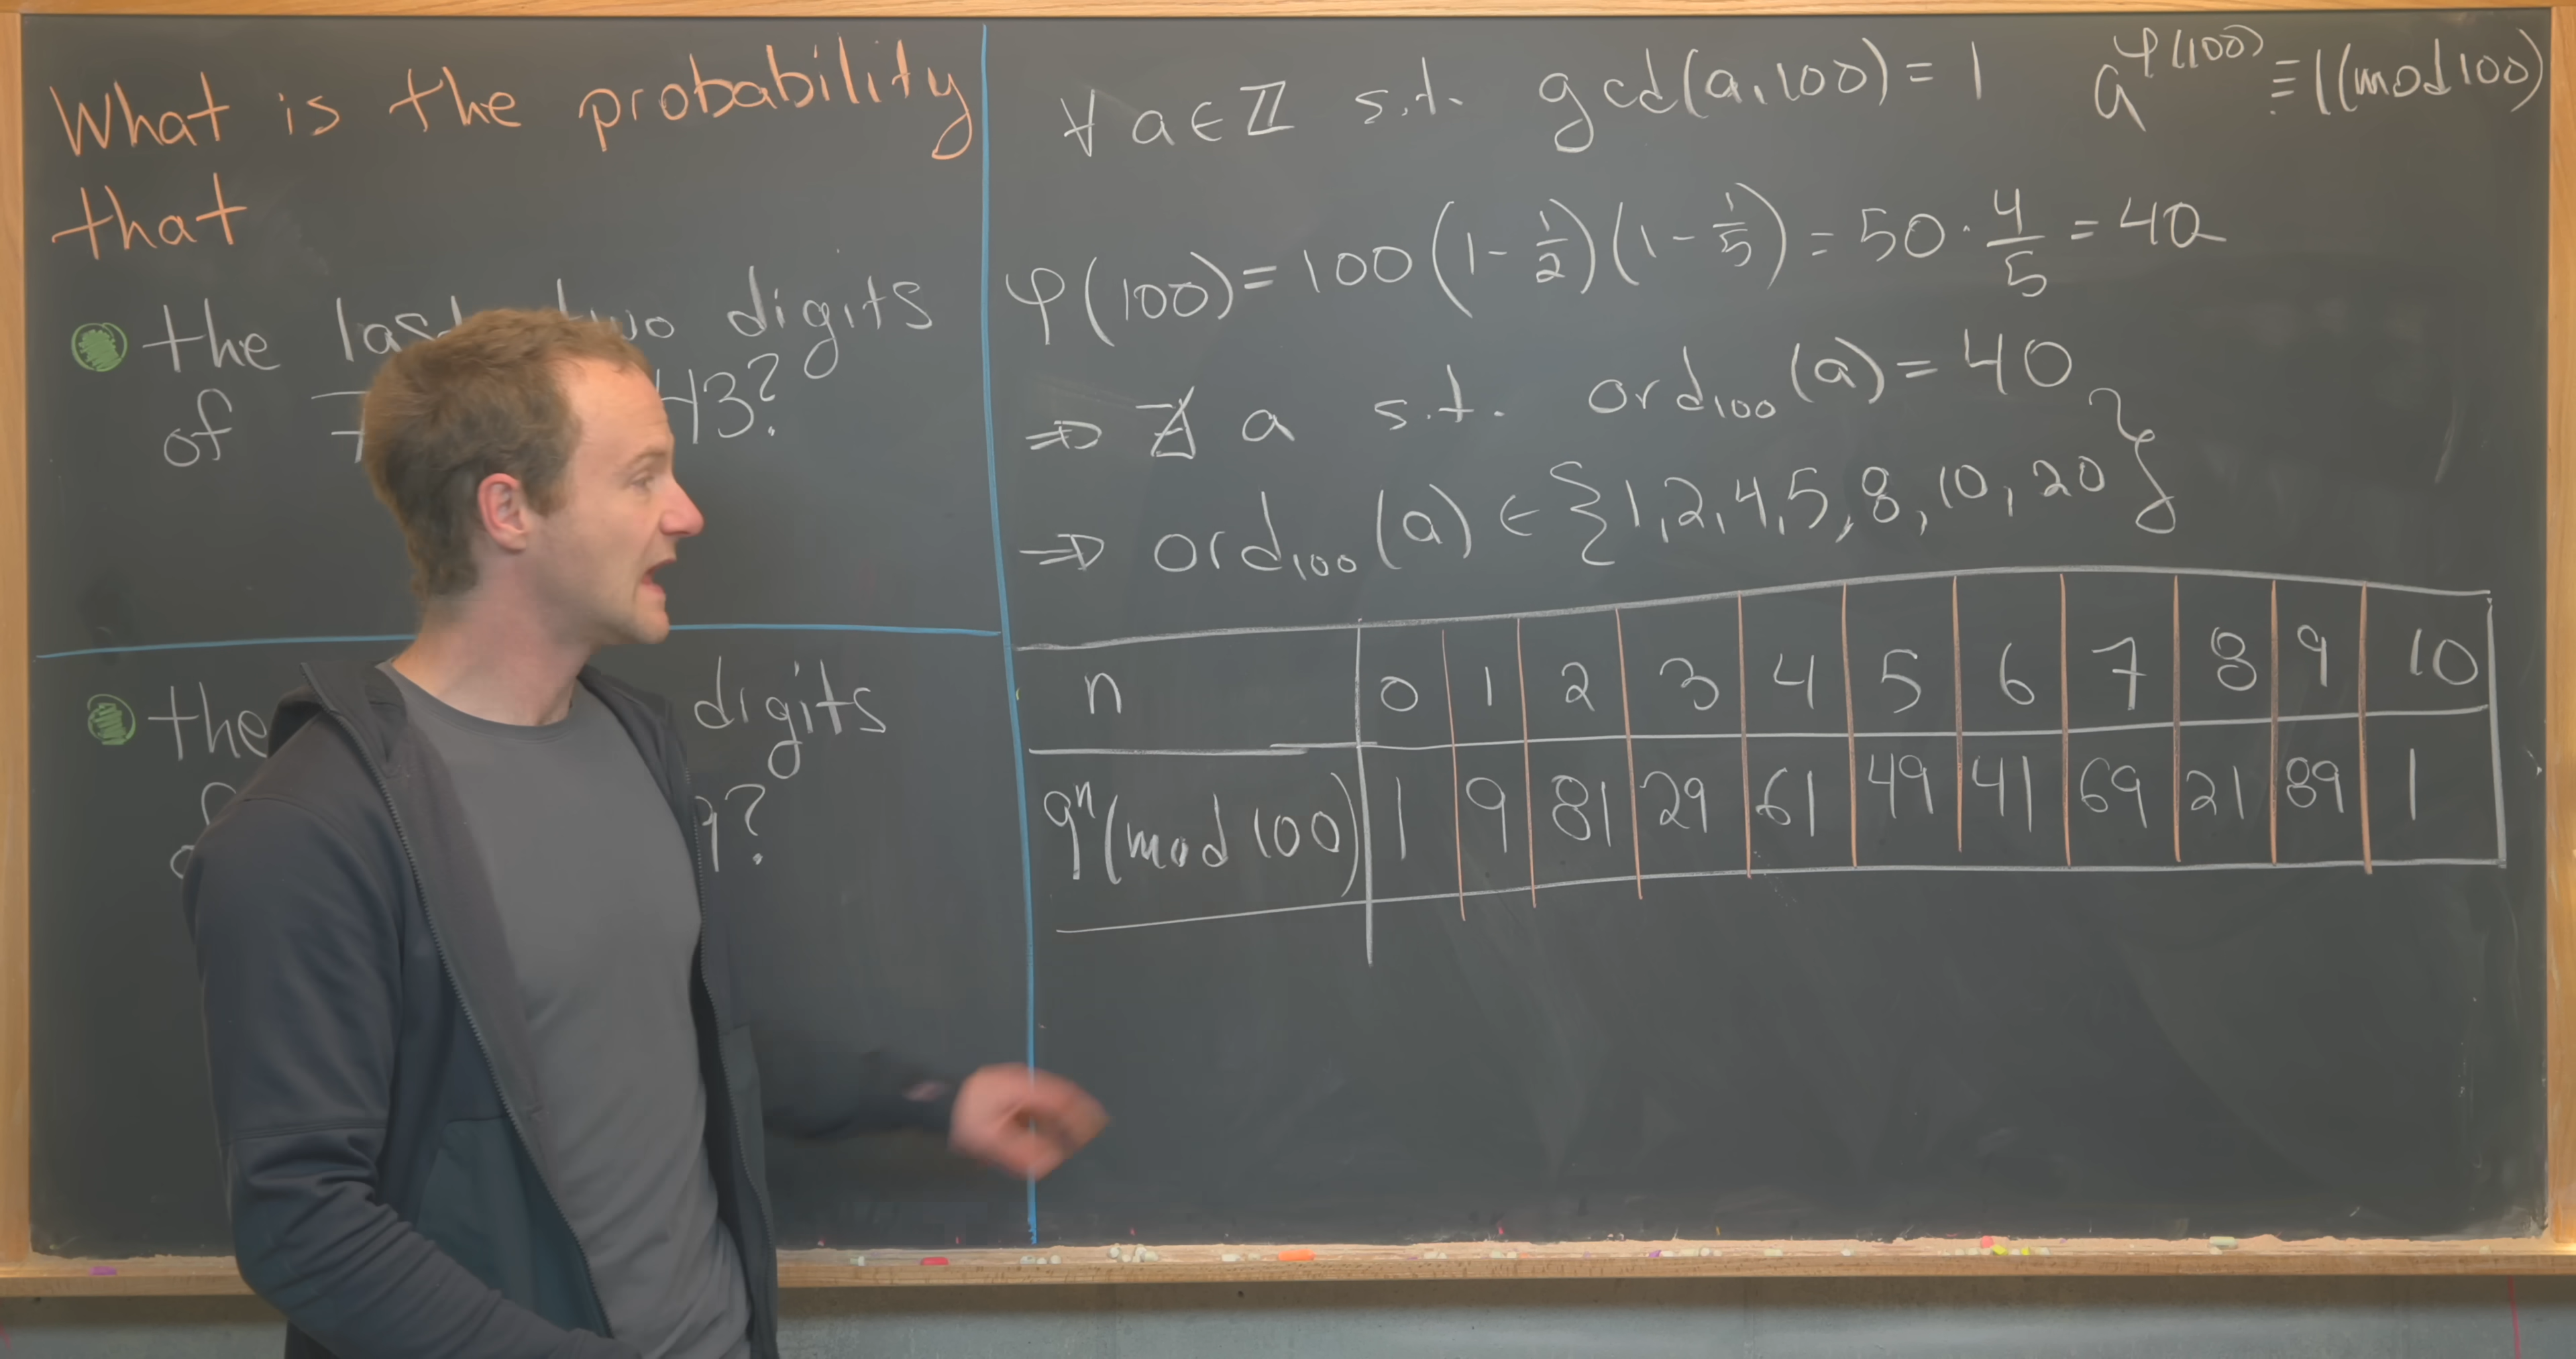 What is the probability
that
the two digits
of 43?
the digits
?
∀ a ∈ ℤ s.t. gcd(a, 100) = 1 a^φ(100) ≡ 1 (mod 100)
φ(100) = 100 (1 - 1/2)(1 - 1/5) = 50 · 4/5 = 40
⇒ ∄ a s.t. ord₁₀₀(a) = 40
⇒ ord₁₀₀(a) ∈ {1, 2, 4, 5, 8, 10, 20}
n 0 1 2 3 4 5 6 7 8 9 10
9ⁿ (mod 100) 1 9 81 29 61 49 41 69 21 89 1